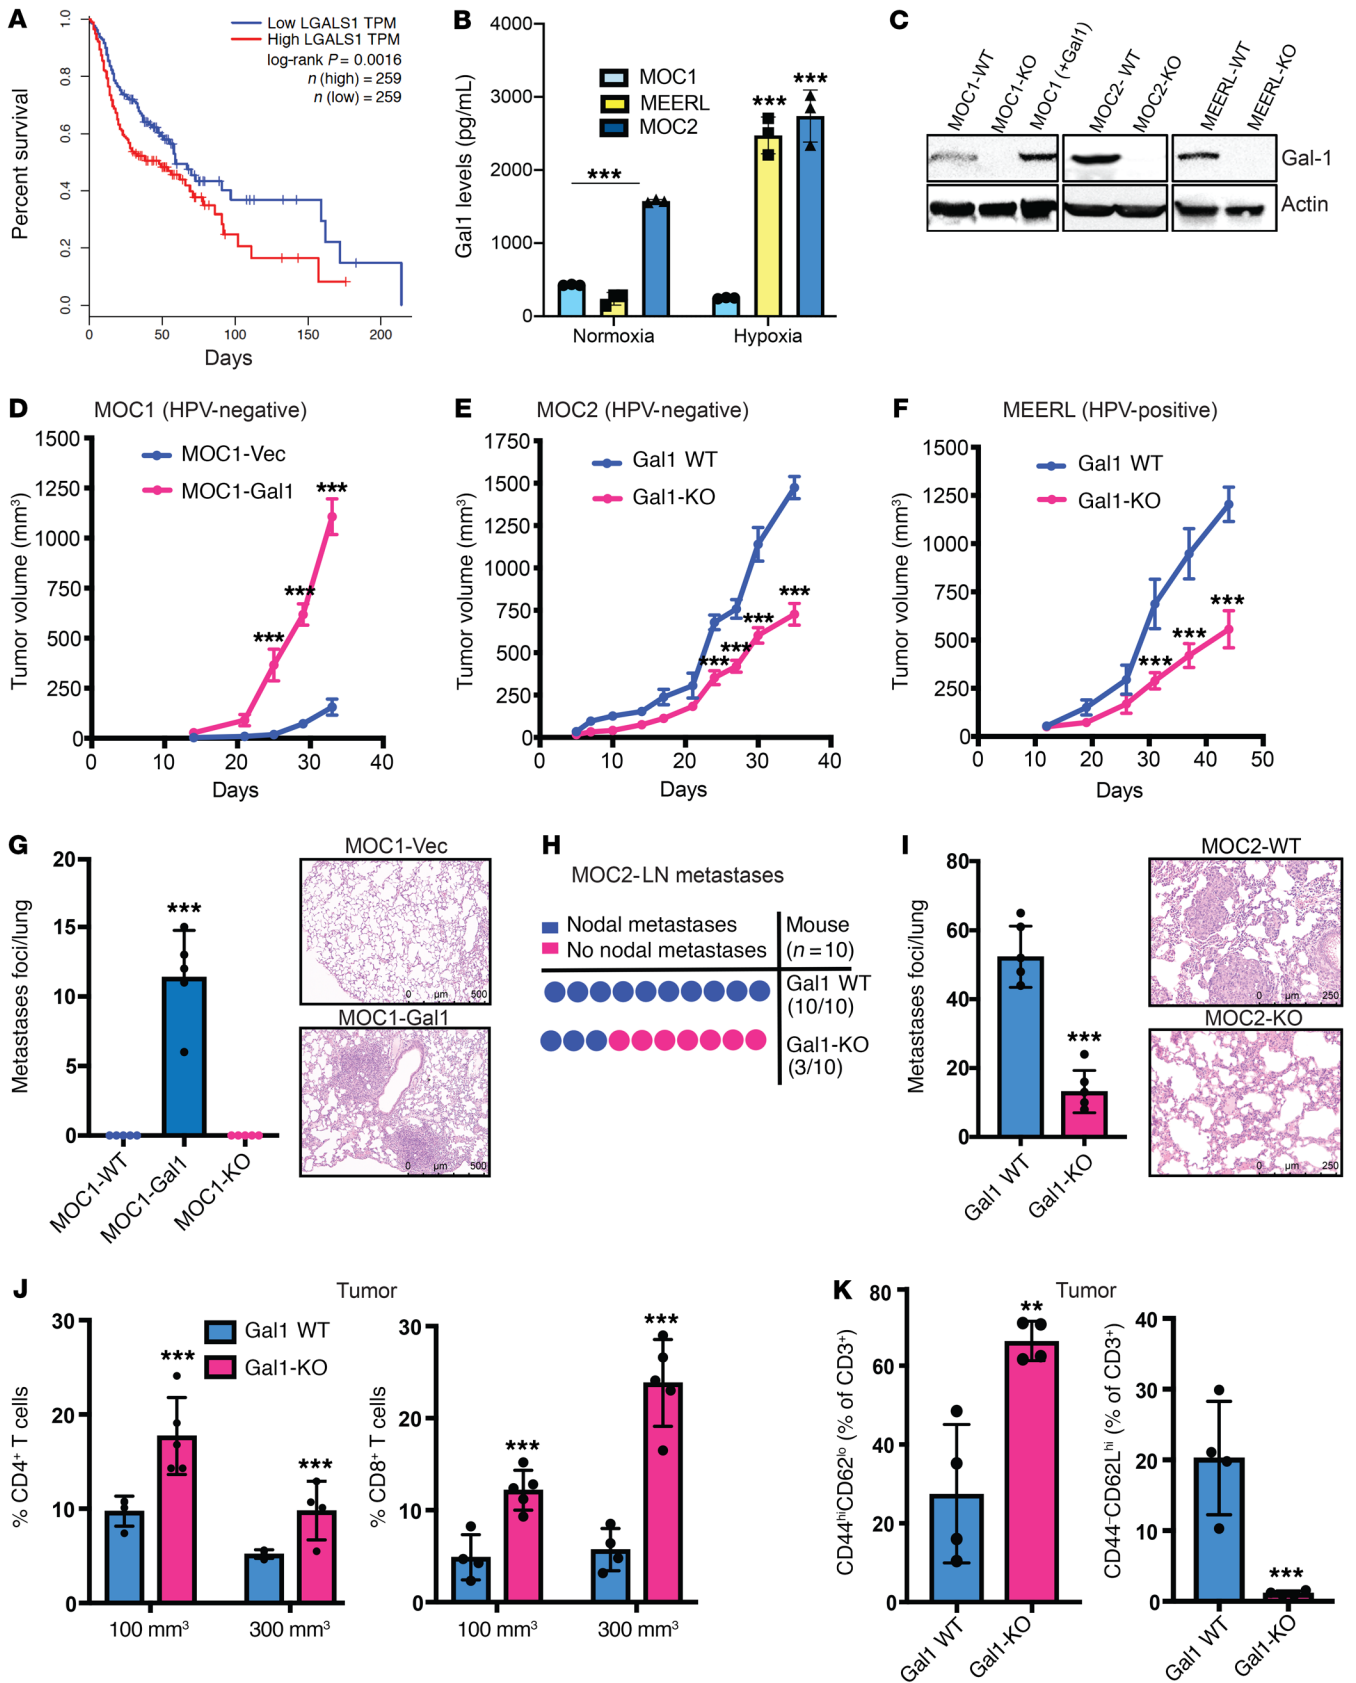 A
Low LGALS1 TPM
High LGALS1 TPM
log-rank P = 0.0016
n (high) = 259
n (low) = 259
Percent survival
1.0
0.8
0.6
0.4
0.2
0.0
0 50 100 150 200
Days
B
Gal1 levels (pg/mL)
4000
3000
2000
1000
0
MOC1
MEERL
MOC2
***
***
***
Normoxia Hypoxia
C
MOC1-WT
MOC1-KO
MOC1 (+Gal1)
MOC2- WT
MOC2-KO
MEERL-WT
MEERL-KO
Gal-1
Actin
D
MOC1 (HPV-negative)
MOC1-Vec
MOC1-Gal1
Tumor volume (mm³)
1500
1250
1000
750
500
250
0
***
***
***
0 10 20 30 40
Days
E
MOC2 (HPV-negative)
Gal1 WT
Gal1-KO
Tumor volume (mm³)
1750
1500
1250
1000
750
500
250
0
***
***
***
***
0 10 20 30 40
Days
F
MEERL (HPV-positive)
Gal1 WT
Gal1-KO
Tumor volume (mm³)
1500
1250
1000
750
500
250
0
***
***
***
0 10 20 30 40 50
Days
G
Metastases foci/lung
20
15
10
5
0
***
MOC1-WT
MOC1-Gal1
MOC1-KO
MOC1-Vec
0 µm 500
MOC1-Gal1
0 µm 500
H
MOC2-LN metastases
Nodal metastases
No nodal metastases
Mouse
(n = 10)
Gal1 WT
(10/10)
Gal1-KO
(3/10)
I
Metastases foci/lung
80
60
40
20
0
***
Gal1 WT
Gal1-KO
MOC2-WT
0 µm 250
MOC2-KO
0 µm 250
J
Tumor
Gal1 WT
Gal1-KO
% CD4⁺ T cells
30
20
10
0
***
***
100 mm³ 300 mm³
% CD8⁺ T cells
30
20
10
0
***
***
100 mm³ 300 mm³
K
Tumor
CD44ʰⁱCD62ˡᵒ (% of CD3⁺)
80
60
40
20
0
**
Gal1 WT
Gal1-KO
CD44⁻CD62Lʰⁱ (% of CD3⁺)
40
30
20
10
0
***
Gal1 WT
Gal1-KO